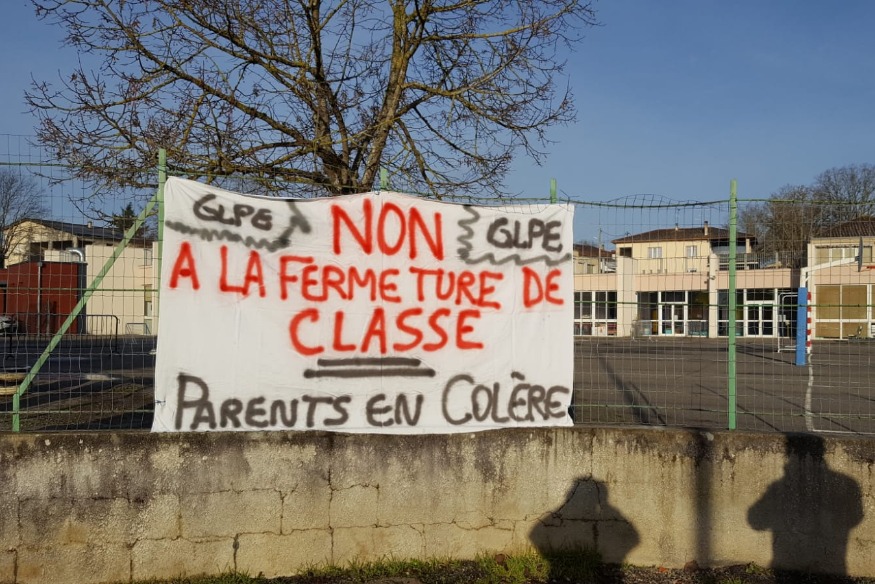 GLPE NON GLPE
A LA FERMETURE DE
CLASSE
PARENTS EN COLÈRE